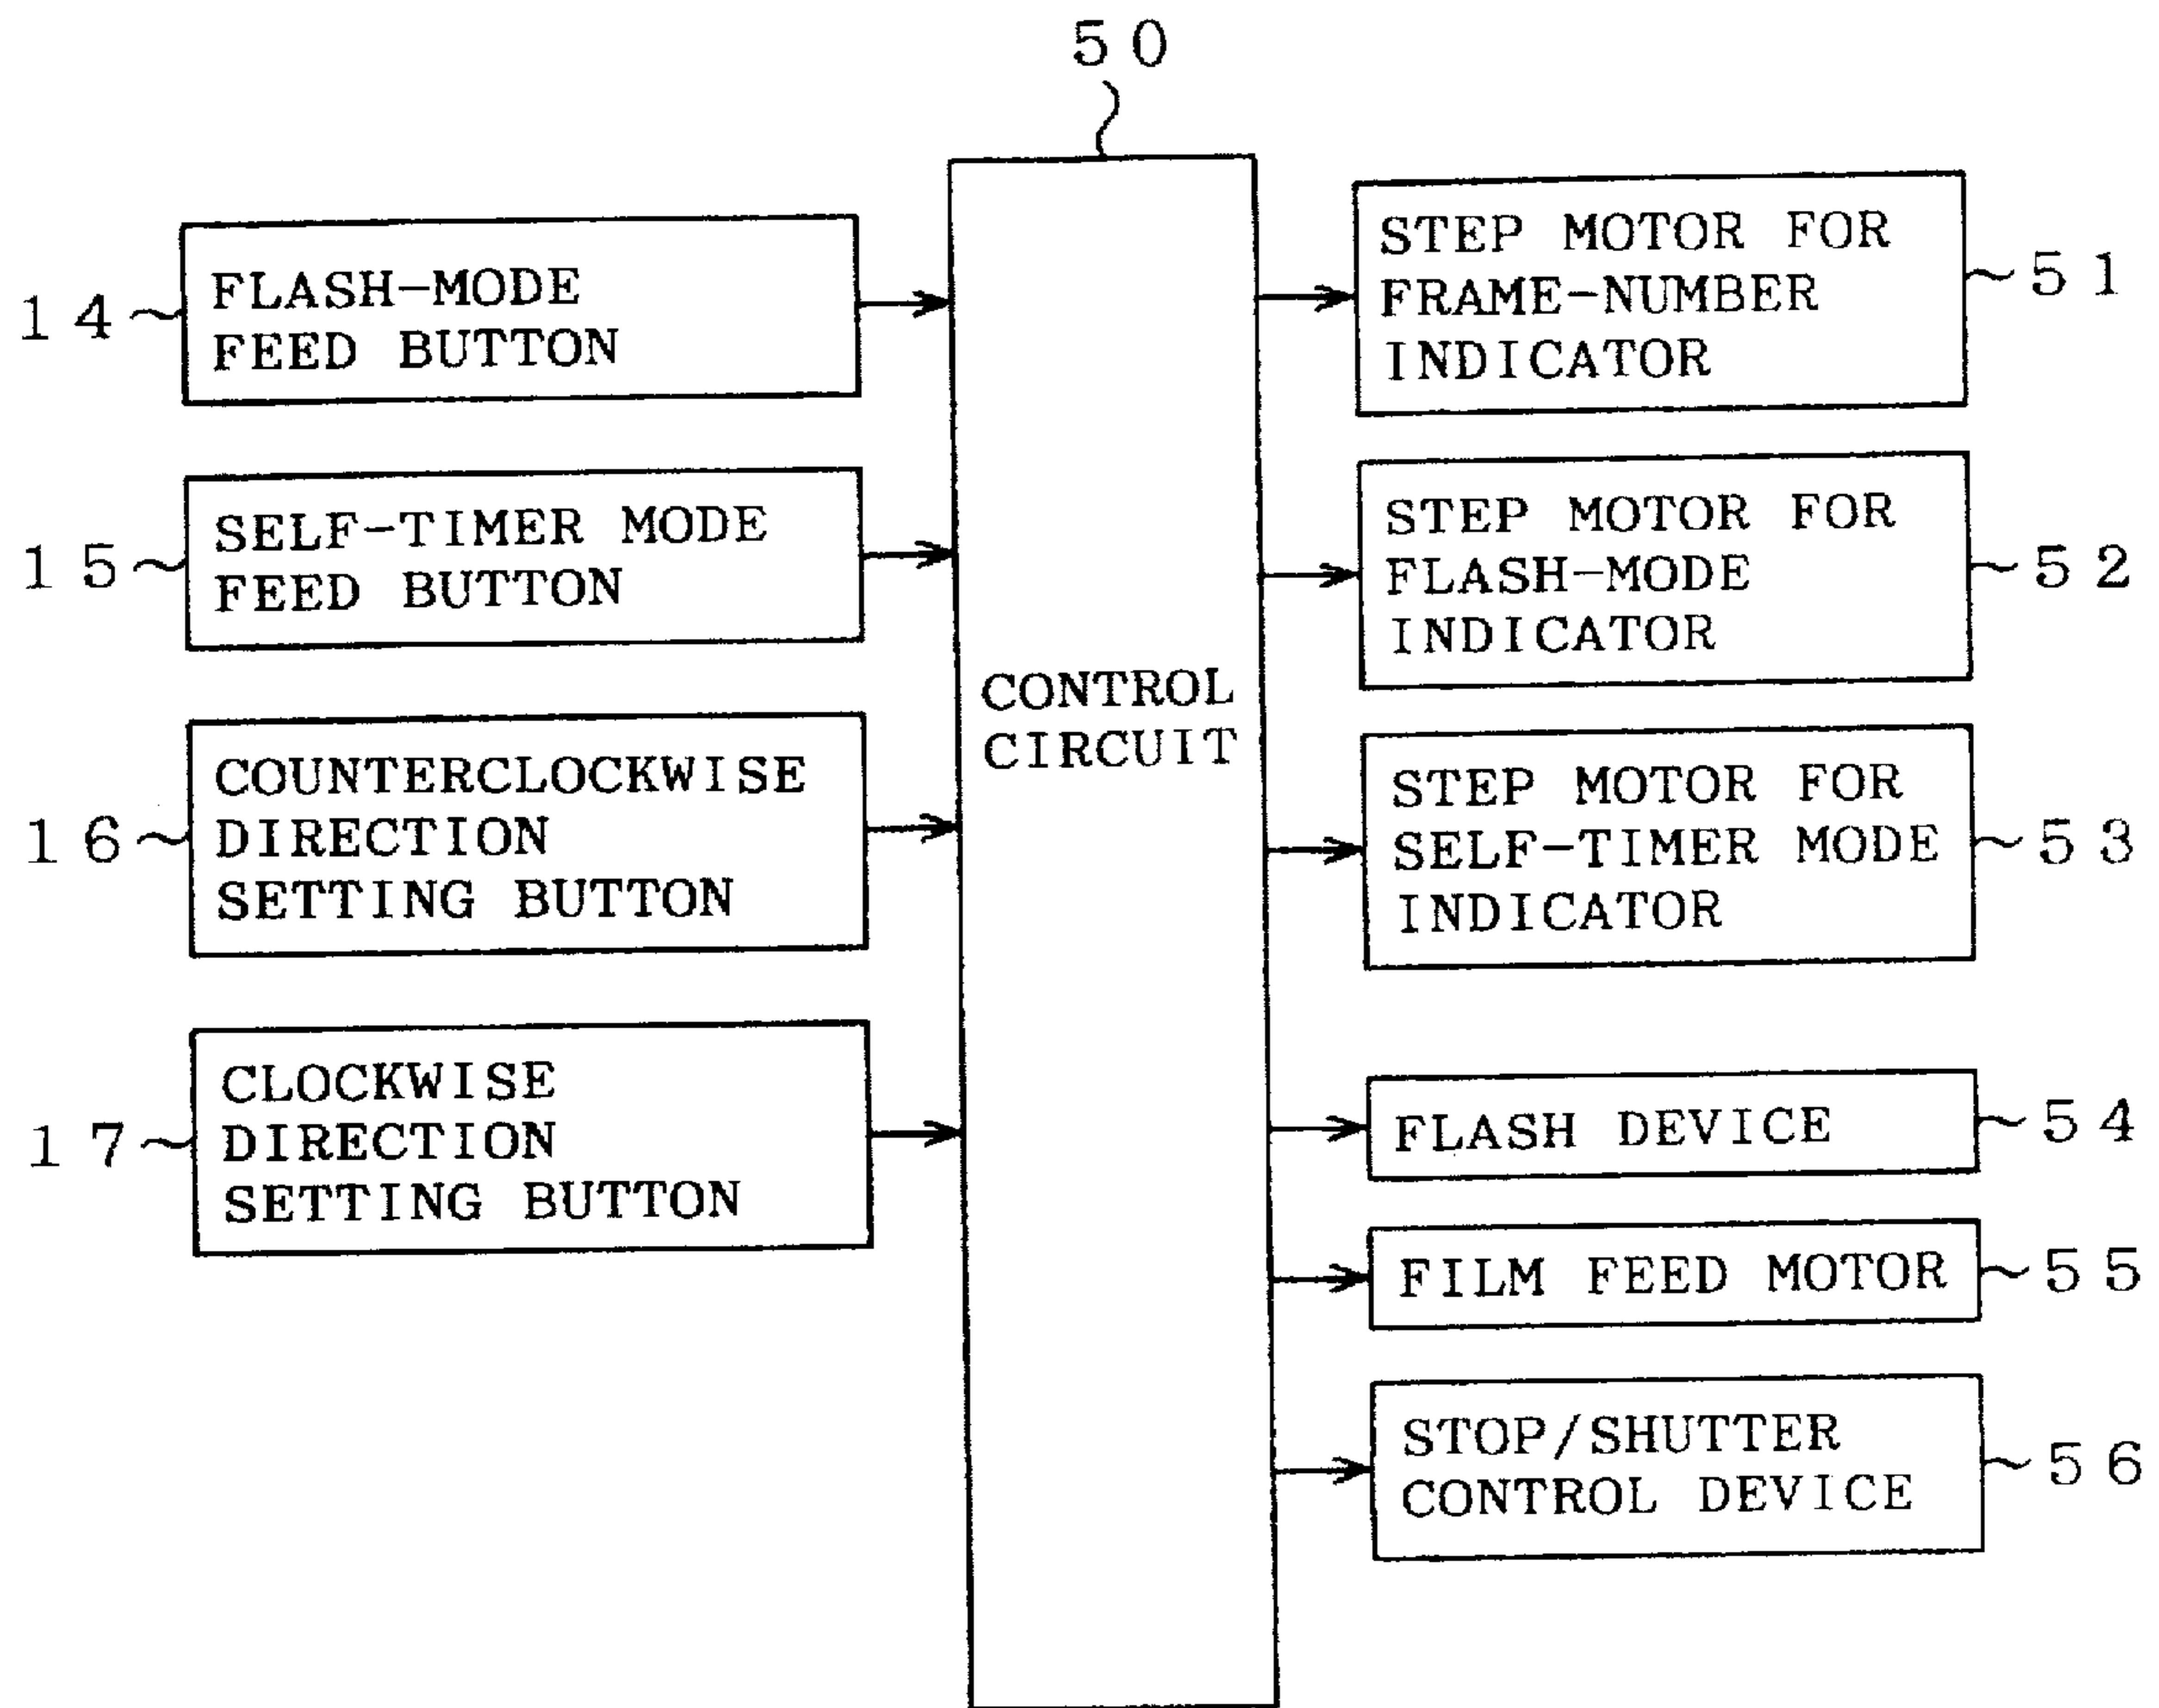 50
14
FLASH-MODE
FEED BUTTON
15
SELF-TIMER MODE
FEED BUTTON
16
COUNTERCLOCKWISE
DIRECTION
SETTING BUTTON
17
CLOCKWISE
DIRECTION
SETTING BUTTON
CONTROL
CIRCUIT
STEP MOTOR FOR
FRAME-NUMBER
INDICATOR
51
STEP MOTOR FOR
FLASH-MODE
INDICATOR
52
STEP MOTOR FOR
SELF-TIMER MODE
INDICATOR
53
FLASH DEVICE
54
FILM FEED MOTOR
55
STOP/SHUTTER
CONTROL DEVICE
56